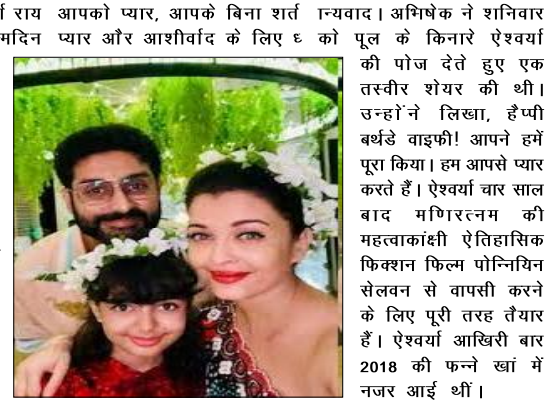 राय आपको प्यार, आपके बिना शर्त
न्यवाद। अभिषेक ने शनिवार
मदिन प्यार और आशीर्वाद के लिए ध
को पूल के किनारे ऐश्वर्या
की पोज देते हुए एक
तस्वीर शेयर की थी।
उन्होंने लिखा, हैप्पी
बर्थडे वाइफी! आपने हमें
पूरा किया। हम आपसे प्यार
करते हैं। ऐश्वर्या चार साल
बाद मणिरत्नम की
महत्वाकांक्षी ऐतिहासिक
फिक्शन फिल्म पोन्नियिन
सेलवन से वापसी करने
के लिए पूरी तरह तैयार
हैं। ऐश्वर्या आखिरी बार
2018 की फन्ने खां में
नजर आई थीं।